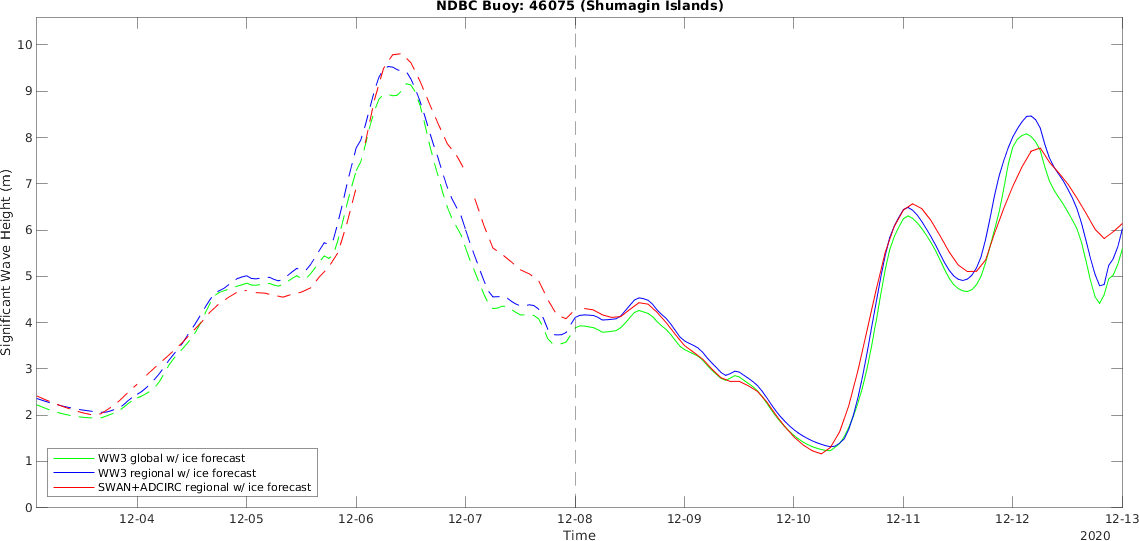 NDBC Buoy: 46075 (Shumagin Islands)
Significant Wave Height (m)
10
9
8
7
6
5
4
3
2
1
0
WW3 global w/ ice forecast
WW3 regional w/ ice forecast
SWAN+ADCIRC regional w/ ice forecast
12-04 12-05 12-06 12-07 12-08 12-09 12-10 12-11 12-12 12-13
Time
2020